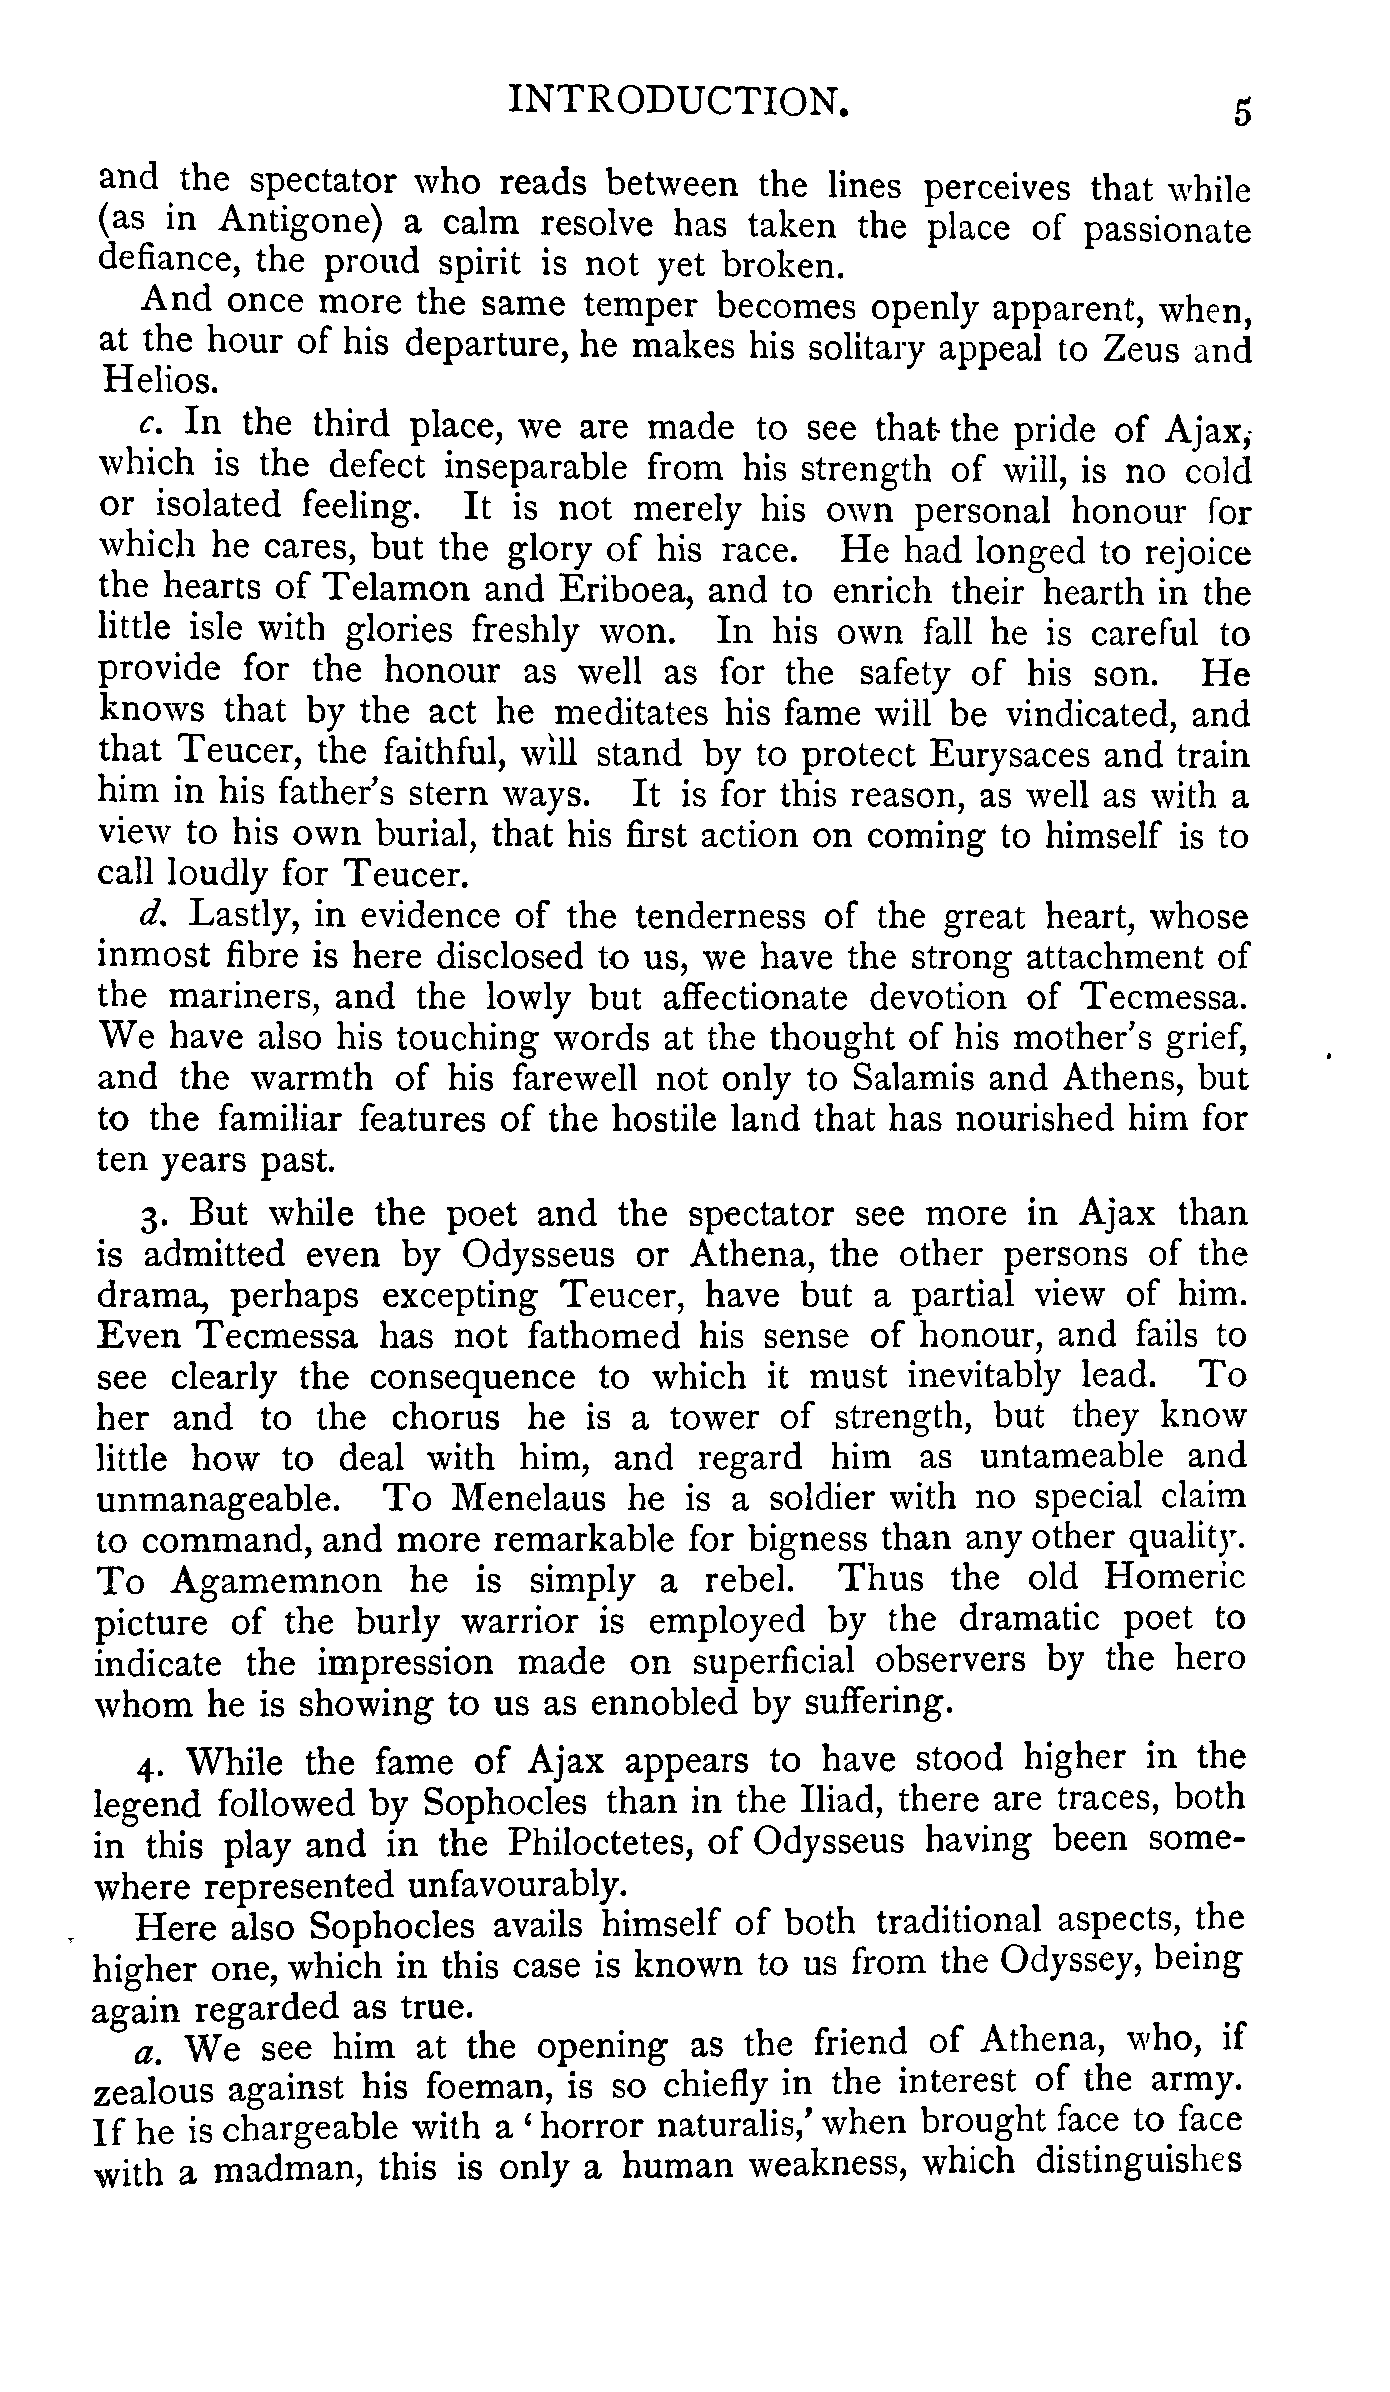 INTRODUCTION. 5
and the spectator who reads between the lines perceives that while
(as in Antigone) a calm resolve has taken the place of passionate
defiance, the proud spirit is not yet broken.
And once more the same temper becomes openly apparent, when,
at the hour of his departure, he makes his solitary appeal to Zeus and
Helios.
c. In the third place, we are made to see that the pride of Ajax,
which is the defect inseparable from his strength of will, is no cold
or isolated feeling. It is not merely his own personal honour for
which he cares, but the glory of his race. He had longed to rejoice
the hearts of Telamon and Eriboea, and to enrich their hearth in the
little isle with glories freshly won. In his own fall he is careful to
provide for the honour as well as for the safety of his son. He
knows that by the act he meditates his fame will be vindicated, and
that Teucer, the faithful, will stand by to protect Eurysaces and train
him in his father's stern ways. It is for this reason, as well as with a
view to his own burial, that his first action on coming to himself is to
call loudly for Teucer.
d. Lastly, in evidence of the tenderness of the great heart, whose
inmost fibre is here disclosed to us, we have the strong attachment of
the mariners, and the lowly but affectionate devotion of Tecmessa.
We have also his touching words at the thought of his mother's grief,
and the warmth of his farewell not only to Salamis and Athens, but
to the familiar features of the hostile land that has nourished him for
ten years past.
3. But while the poet and the spectator see more in Ajax than
is admitted even by Odysseus or Athena, the other persons of the
drama, perhaps excepting Teucer, have but a partial view of him.
Even Tecmessa has not fathomed his sense of honour, and fails to
see clearly the consequence to which it must inevitably lead. To
her and to the chorus he is a tower of strength, but they know
little how to deal with him, and regard him as untameable and
unmanageable. To Menelaus he is a soldier with no special claim
to command, and more remarkable for bigness than any other quality.
To Agamemnon he is simply a rebel. Thus the old Homeric
picture of the burly warrior is employed by the dramatic poet to
indicate the impression made on superficial observers by the hero
whom he is showing to us as ennobled by suffering.
4. While the fame of Ajax appears to have stood higher in the
legend followed by Sophocles than in the Iliad, there are traces, both
in this play and in the Philoctetes, of Odysseus having been some-
where represented unfavourably.
Here also Sophocles avails himself of both traditional aspects, the
higher one, which in this case is known to us from the Odyssey, being
again regarded as true.
a. We see him at the opening as the friend of Athena, who, if
zealous against his foeman, is so chiefly in the interest of the army.
If he is chargeable with a ‘horror naturalis,’ when brought face to face
with a madman, this is only a human weakness, which distinguishes